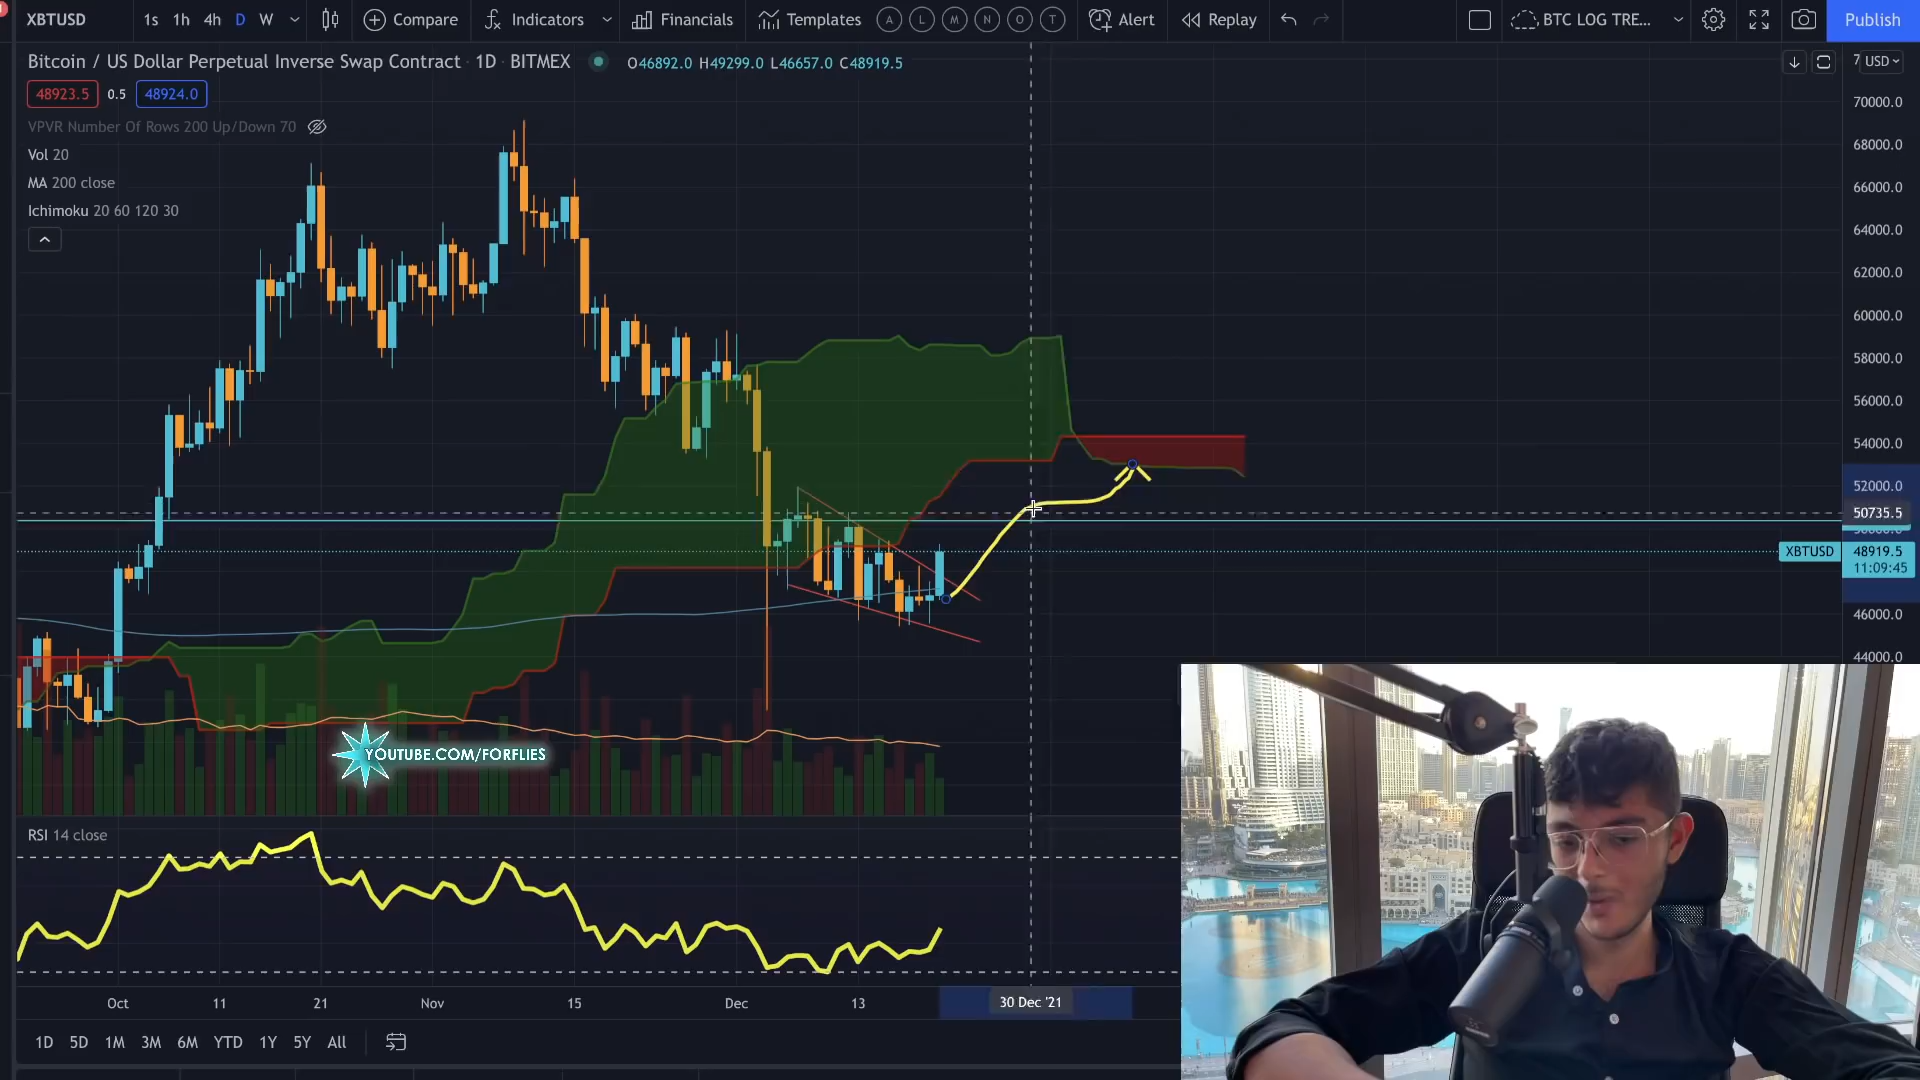 XBTUSD 1s 1h 4h D W Compare Indicators Financials Templates A L M N O T Alert Replay BTC LOG TRE... Publish
Bitcoin / US Dollar Perpetual Inverse Swap Contract · 1D · BITMEX O46892.0 H49299.0 L46657.0 C48919.5
USD
48923.5 0.5 48924.0
70000.0
VPVR Number Of Rows 200 Up/Down 70
68000.0
Vol 20
MA 200 close
66000.0
Ichimoku 20 60 120 30
64000.0
62000.0
60000.0
58000.0
56000.0
54000.0
52000.0
50735.5
XBTUSD 48919.5
11:09:45
46000.0
44000.0
YOUTUBE.COM/FORFLIES
RSI 14 close
Oct 11 21 Nov 15 Dec 13 30 Dec '21
1D 5D 1M 3M 6M YTD 1Y 5Y All